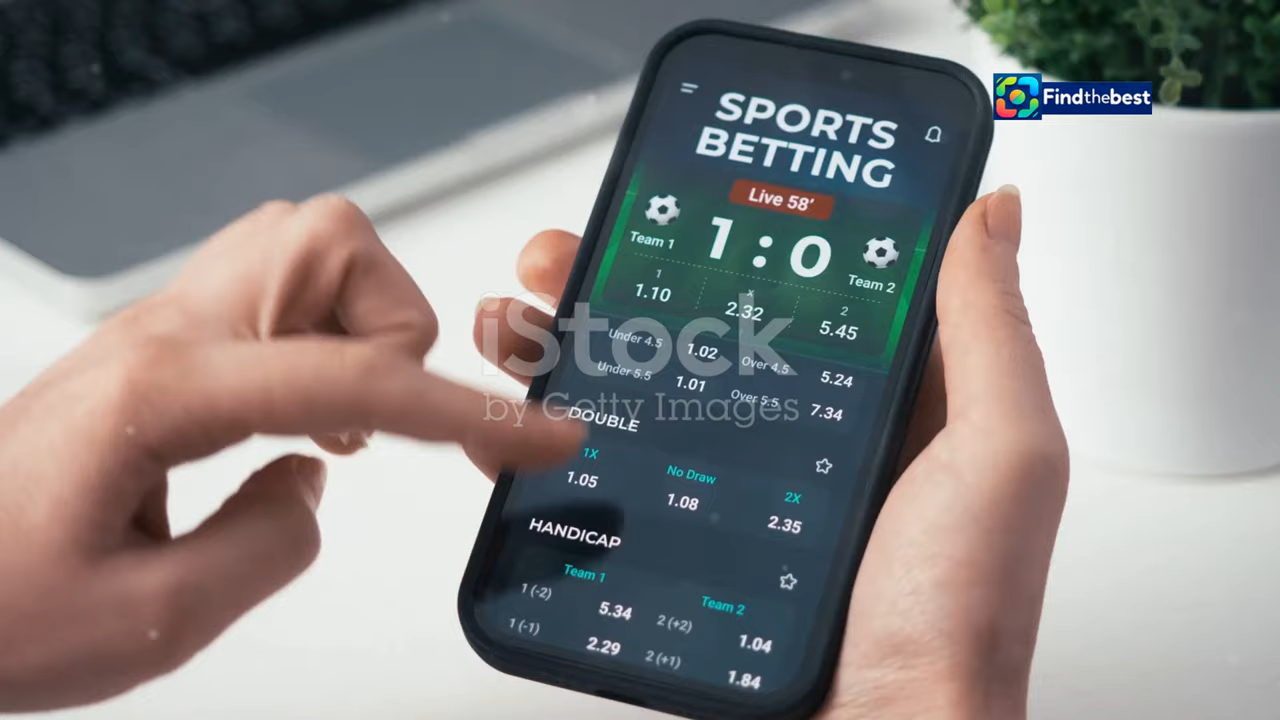 Findthebest
SPORTS
BETTING
Live 58'
1 : 0
Team 1
Team 2
1 x 2
1.10 2.32 5.45
Under 4.5 1.02 Over 4.5 5.24
Under 5.5 1.01 Over 5.5 7.34
iStock
by Getty Images
DOUBLE
1X No Draw 2X
1.05 1.08 2.35
HANDICAP
Team 1 Team 2
1 (-2) 5.34 2 (+2) 1.04
1 (-1) 2.29 2 (+1) 1.84